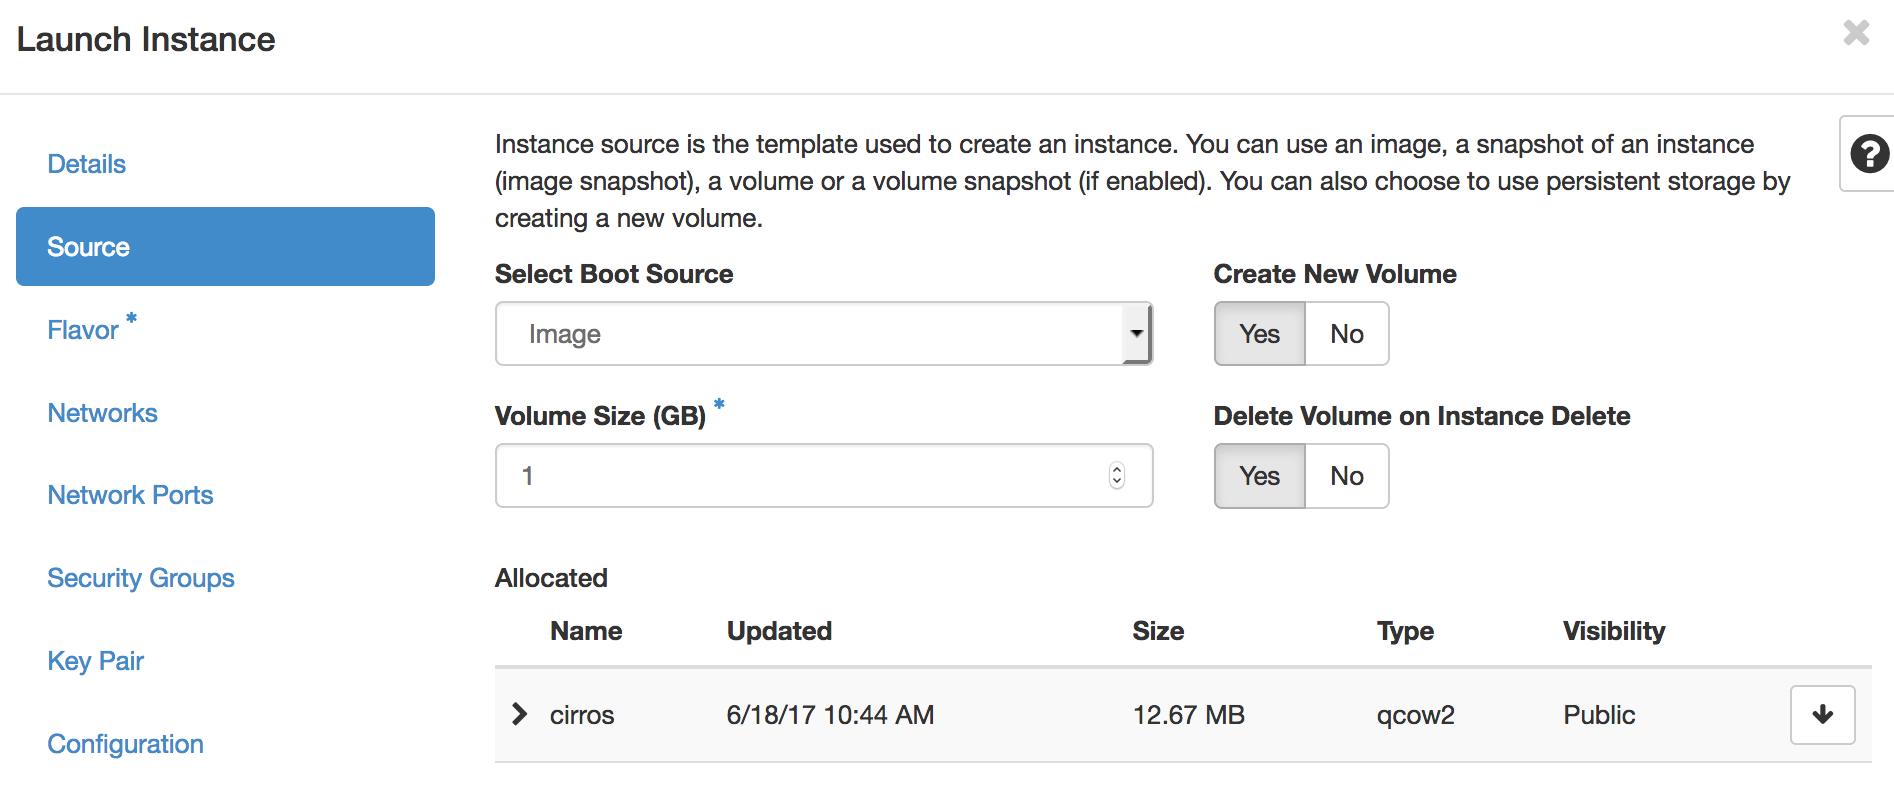 Launch Instance
Details
Source
Flavor *
Networks
Network Ports
Security Groups
Key Pair
Configuration
Instance source is the template used to create an instance. You can use an image, a snapshot of an instance
(image snapshot), a volume or a volume snapshot (if enabled). You can also choose to use persistent storage by
creating a new volume.
Select Boot Source
Image
Create New Volume
Yes No
Volume Size (GB) *
1
Delete Volume on Instance Delete
Yes No
Allocated
Name Updated Size Type Visibility
cirros 6/18/17 10:44 AM 12.67 MB qcow2 Public